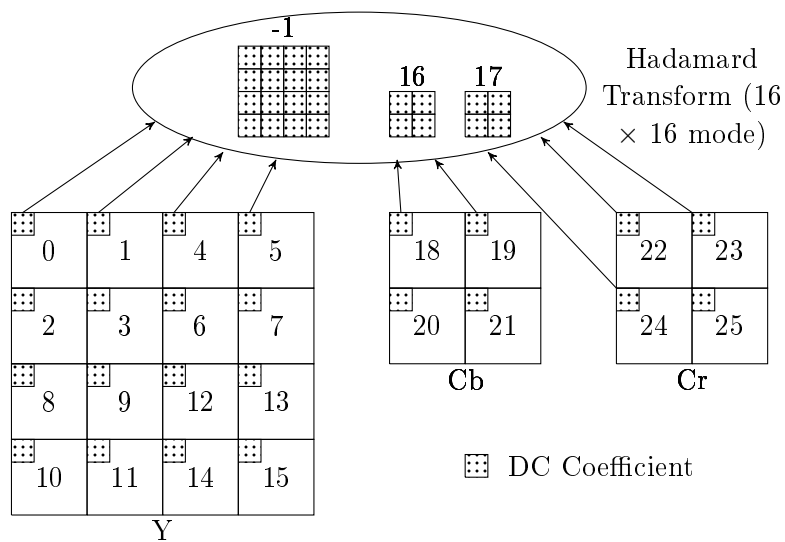 -1
16 17
Hadamard
Transform (16
× 16 mode)
0 1 4 5
18 19
22 23
2 3 6 7
20 21
24 25
Cb
Cr
8 9 12 13
10 11 14 15
DC Coefficient
Y